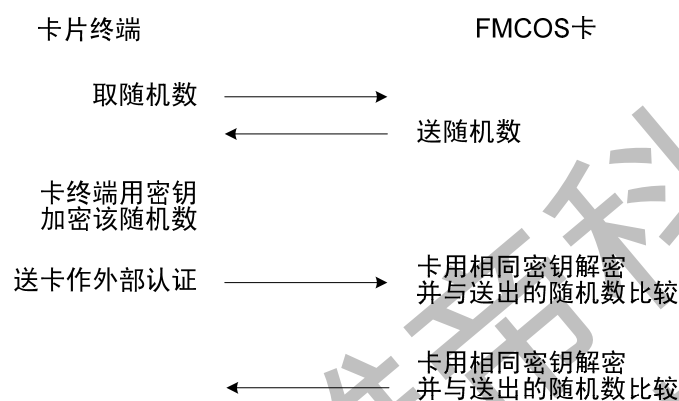 卡片终端
FMCOS卡
取随机数
送随机数
卡终端用密钥
加密该随机数
送卡作外部认证
卡用相同密钥解密
并与送出的随机数比较
卡用相同密钥解密
并与送出的随机数比较